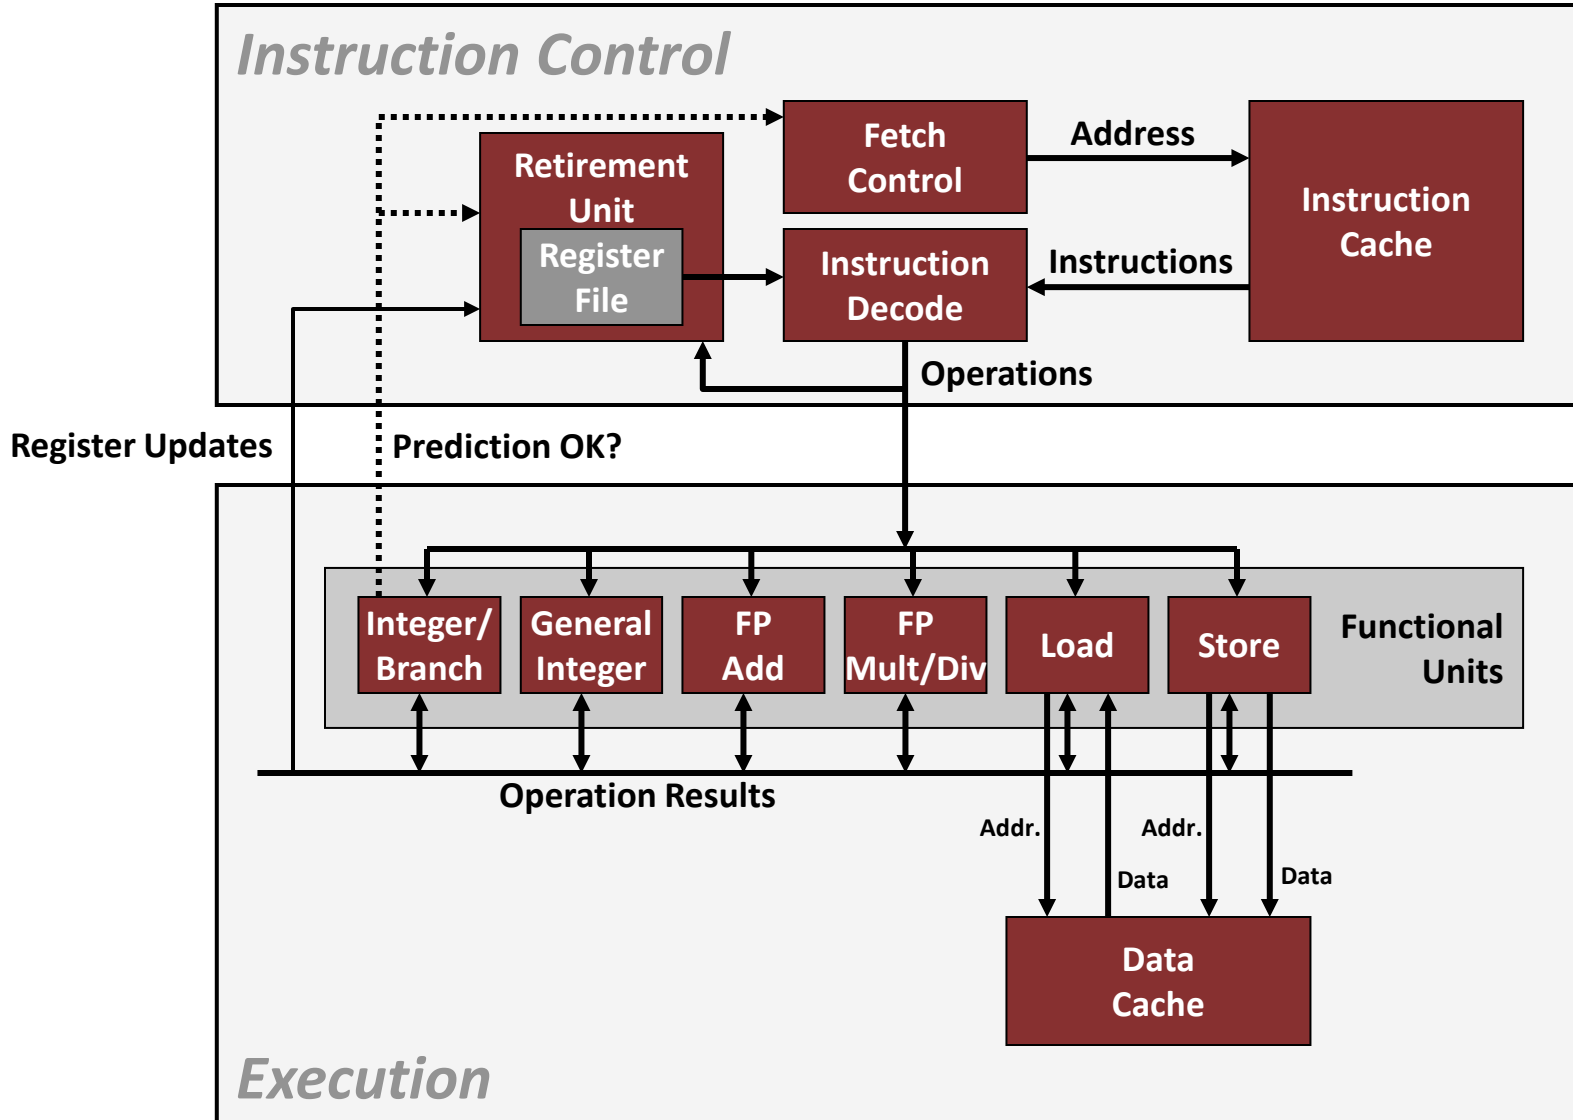 Instruction Control
Fetch
Control
Address
Instruction
Cache
Retirement
Unit
Register
File
Instruction
Decode
Instructions
Operations
Register Updates
Prediction OK?
Integer/
Branch
General
Integer
FP
Add
FP
Mult/Div
Load
Store
Functional
Units
Operation Results
Addr.
Addr.
Data
Data
Data
Cache
Execution